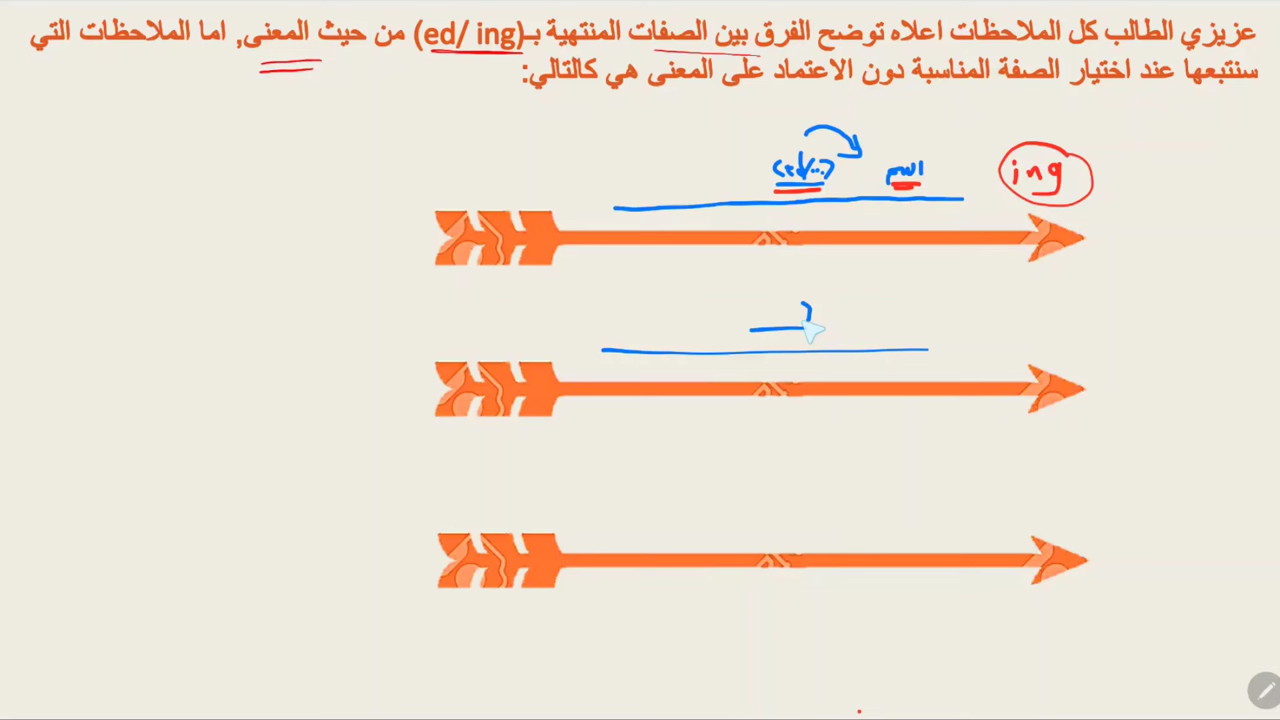 عزيزي الطالب كل الملاحظات اعلاه توضح الفرق بين الصفات المنتهية بـ(ed/ ing) من حيث المعنى, اما الملاحظات التي
سنتبعها عند اختيار الصفة المناسبة دون الاعتماد على المعنى هي كالتالي:
اسم ing